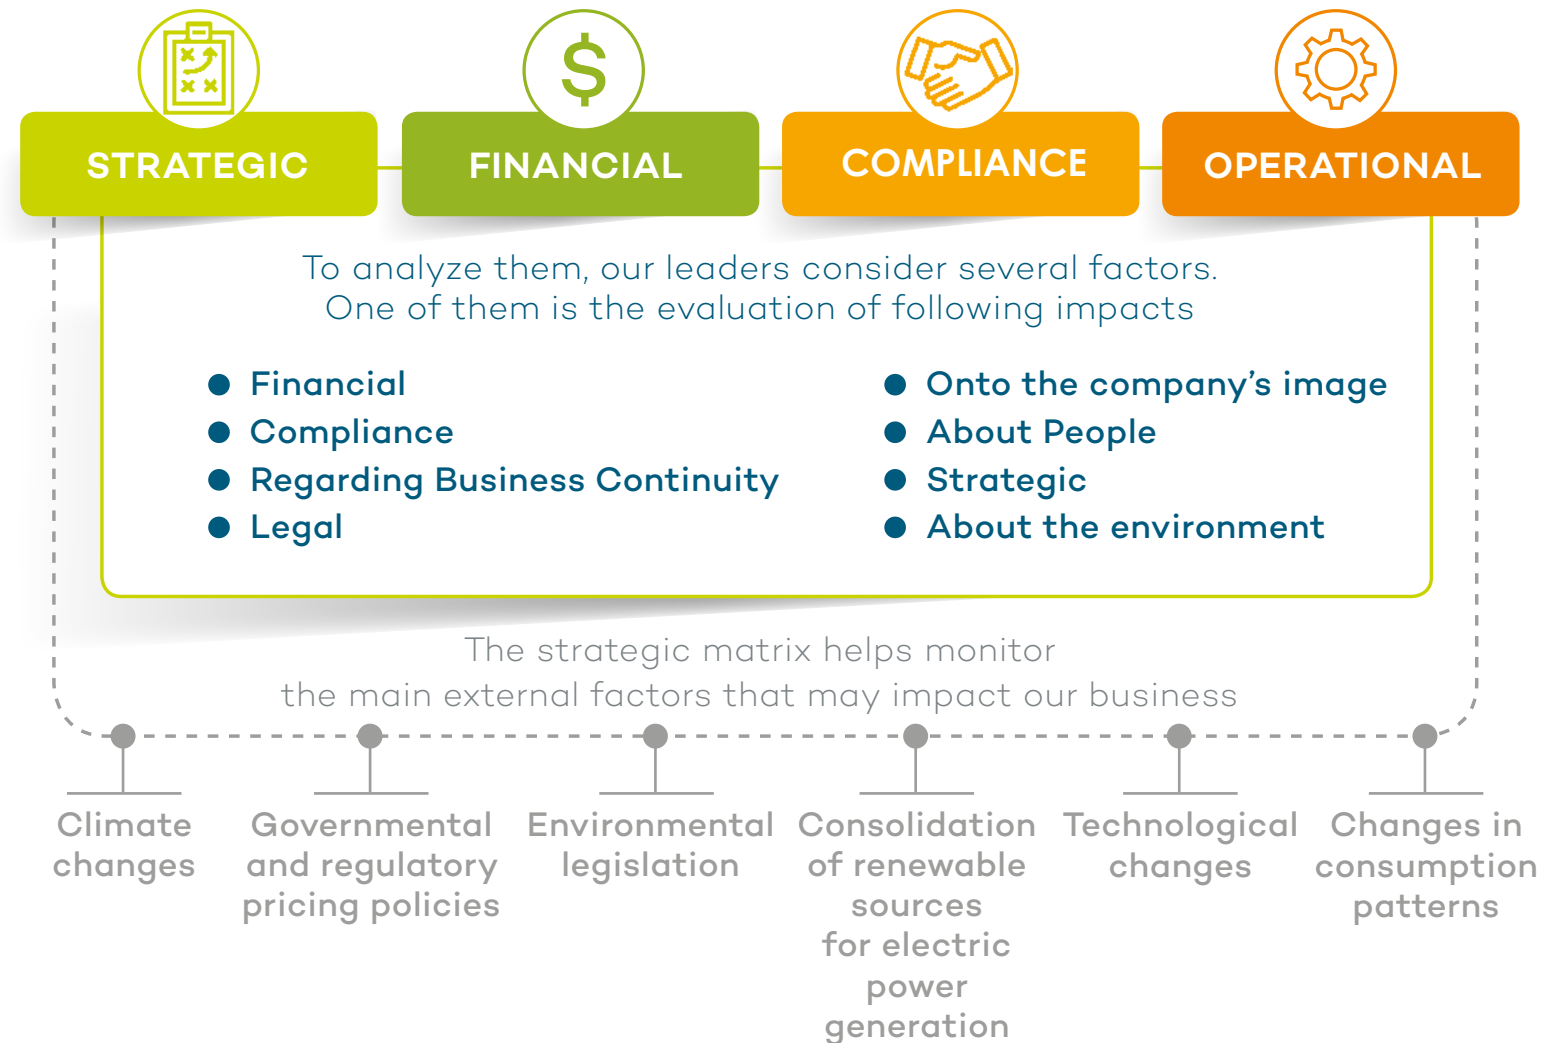 STRATEGIC
FINANCIAL
COMPLIANCE
OPERATIONAL
To analyze them, our leaders consider several factors.
One of them is the evaluation of following impacts
Financial
Compliance
Regarding Business Continuity
Legal
Onto the company’s image
About People
Strategic
About the environment
The strategic matrix helps monitor
the main external factors that may impact our business
Climate
changes
Governmental
and regulatory
pricing policies
Environmental
legislation
Consolidation
of renewable
sources
for electric
power
generation
Technological
changes
Changes in
consumption
patterns